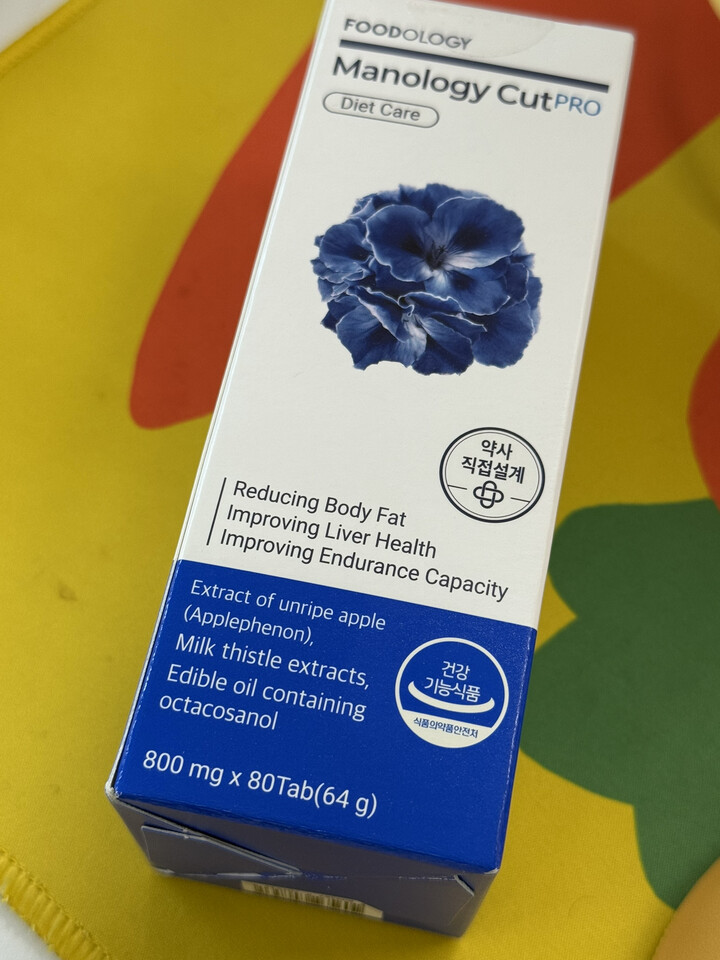 FOODOLOGY
Manology CutPRO
Diet Care
약사
직접설계
Reducing Body Fat
Improving Liver Health
Improving Endurance Capacity
Extract of unripe apple
(Applephenon),
Milk thistle extracts,
Edible oil containing
octacosanol
건강
기능식품
식품의약품안전처
800 mg x 80Tab(64 g)